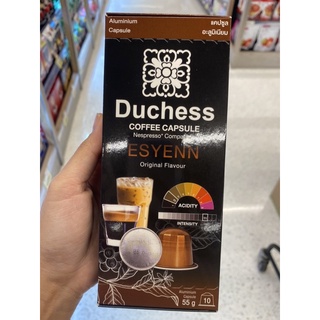 Aluminium
Capsule
แคปซูล
อะลูมิเนียม
Duchess
COFFEE CAPSULE
Nespresso* Compatible
ESYENN
Original Flavour
ACIDITY
INTENSITY
Aluminium
Capsule
55 g
10